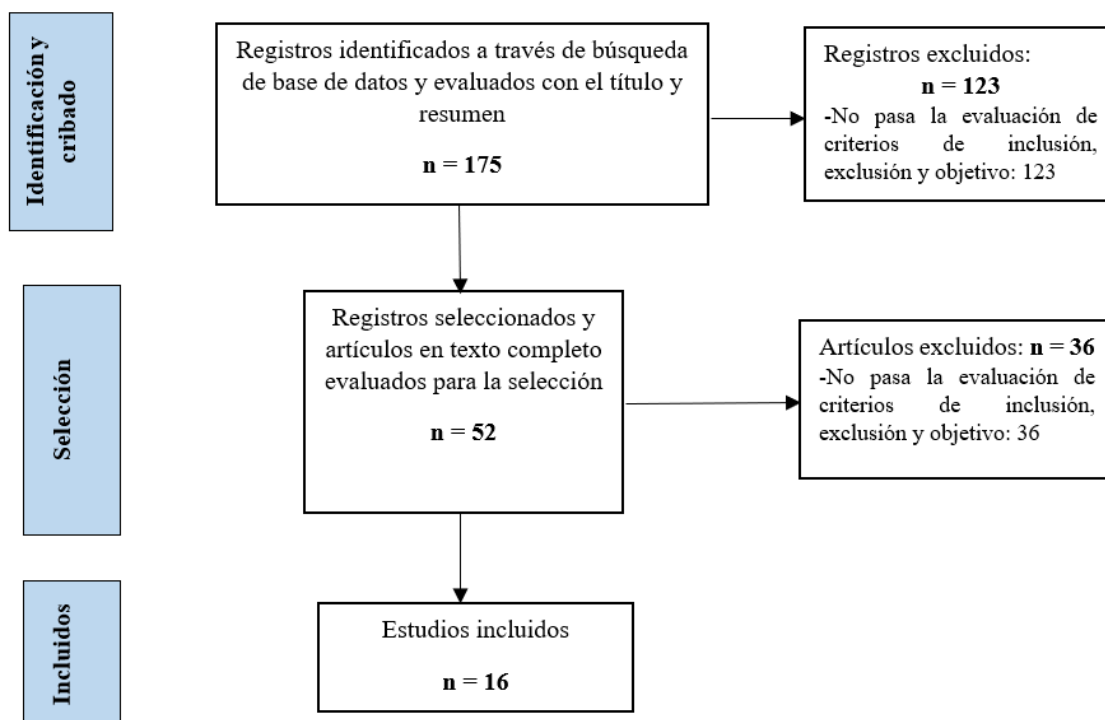 Identificación y
cribado
Registros identificados a través de búsqueda
de base de datos y evaluados con el título y
resumen
n = 175
Registros excluidos:
n = 123
-No pasa la evaluación de
criterios de inclusión,
exclusión y objetivo: 123
Selección
Registros seleccionados y
artículos en texto completo
evaluados para la selección
n = 52
Artículos excluidos: n = 36
-No pasa la evaluación de
criterios de inclusión,
exclusión y objetivo: 36
Incluidos
Estudios incluidos
n = 16